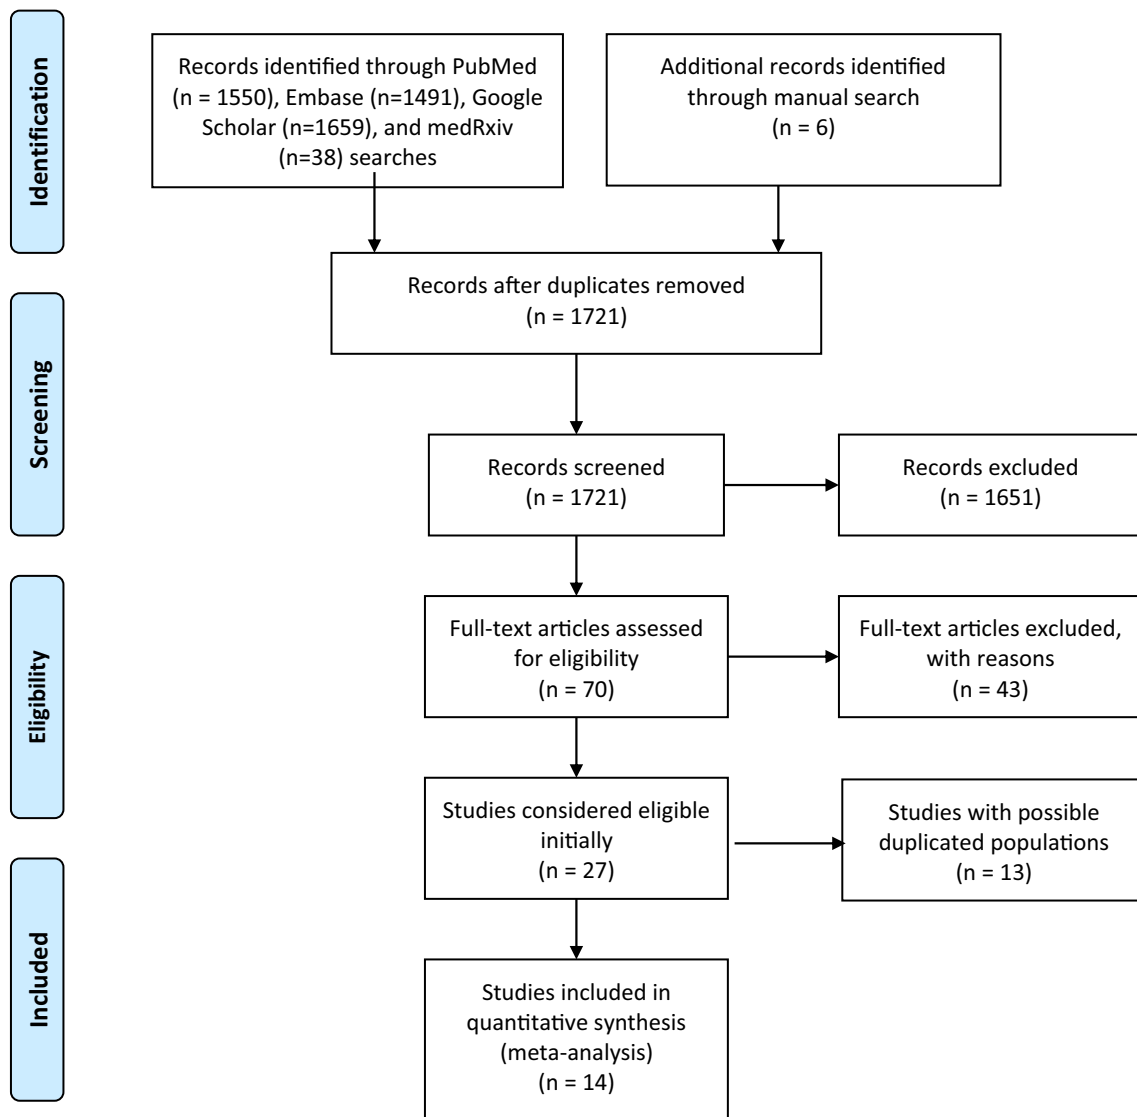 Identification
Records identified through PubMed
(n = 1550), Embase (n=1491), Google
Scholar (n=1659), and medRxiv
(n=38) searches
Additional records identified
through manual search
(n = 6)
Records after duplicates removed
(n = 1721)
Screening
Records screened
(n = 1721)
Records excluded
(n = 1651)
Eligibility
Full-text articles assessed
for eligibility
(n = 70)
Full-text articles excluded,
with reasons
(n = 43)
Studies considered eligible
initially
(n = 27)
Studies with possible
duplicated populations
(n = 13)
Included
Studies included in
quantitative synthesis
(meta-analysis)
(n = 14)